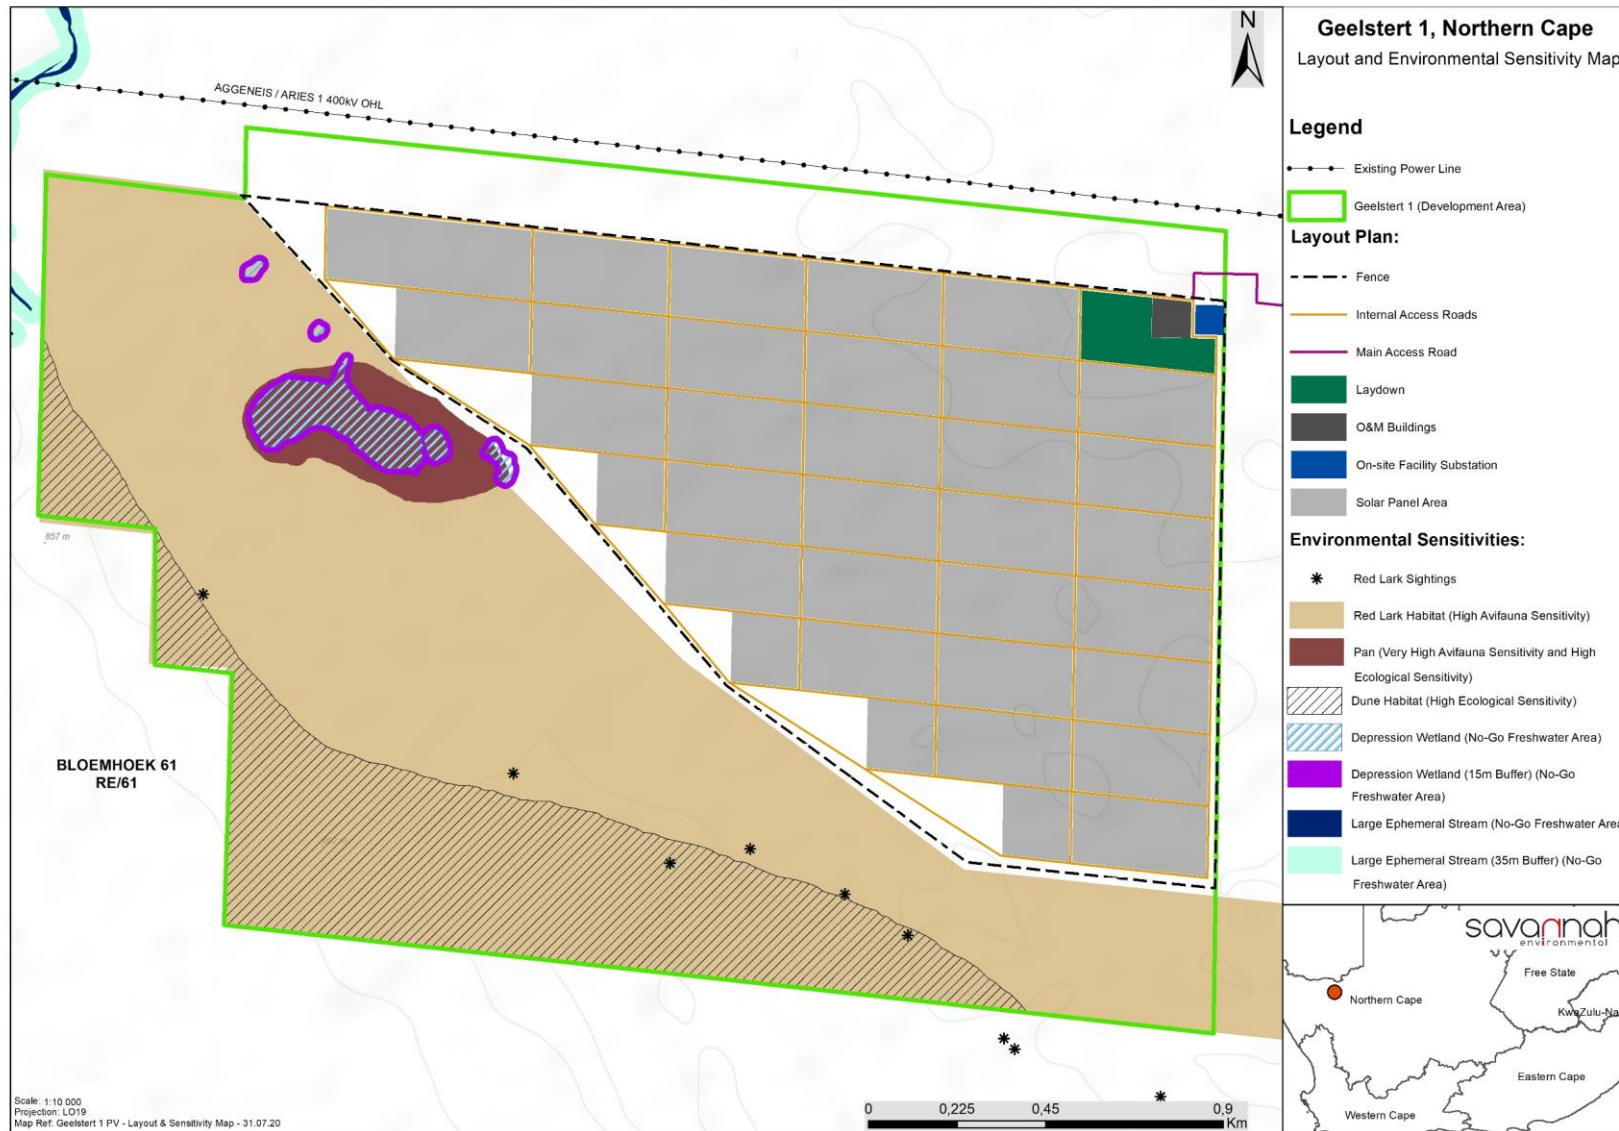 Geelstert 1, Northern Cape
Layout and Environmental Sensitivity Map
Legend
Existing Power Line
Geelstert 1 (Development Area)
Layout Plan:
Fence
Internal Access Roads
Main Access Road
Laydown
O&M Buildings
On-site Facility Substation
Solar Panel Area
Environmental Sensitivities:
Red Lark Sightings
Red Lark Habitat (High Avifauna Sensitivity)
Pan (Very High Avifauna Sensitivity and High
Ecological Sensitivity)
Dune Habitat (High Ecological Sensitivity)
Depression Wetland (No-Go Freshwater Area)
Depression Wetland (15m Buffer) (No-Go
Freshwater Area)
Large Ephemeral Stream (No-Go Freshwater Area
Large Ephemeral Stream (35m Buffer) (No-Go
Freshwater Area)
savannah
environmental
Free State
Northern Cape
KwaZulu-Na
Eastern Cape
Western Cape
N
AGGENEIS / ARIES 1 400kV OHL
857 m
BLOEMHOEK 61
RE/61
0 0,225 0,45 0,9
Km
Scale: 1:10 000
Projection: LO19
Map Ref: Geelstert 1 PV - Layout & Sensitivity Map - 31.07.20